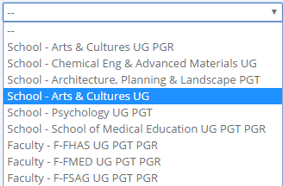 --
--
School - Arts & Cultures UG PGR
School - Chemical Eng & Advanced Materials UG
School - Architecture, Planning & Landscape PGT
School - Arts & Cultures UG
School - Psychology UG PGT
School - School of Medical Education UG PGT PGR
Faculty - F-FHAS UG PGT PGR
Faculty - F-FMED UG PGT PGR
Faculty - F-FSAG UG PGT PGR